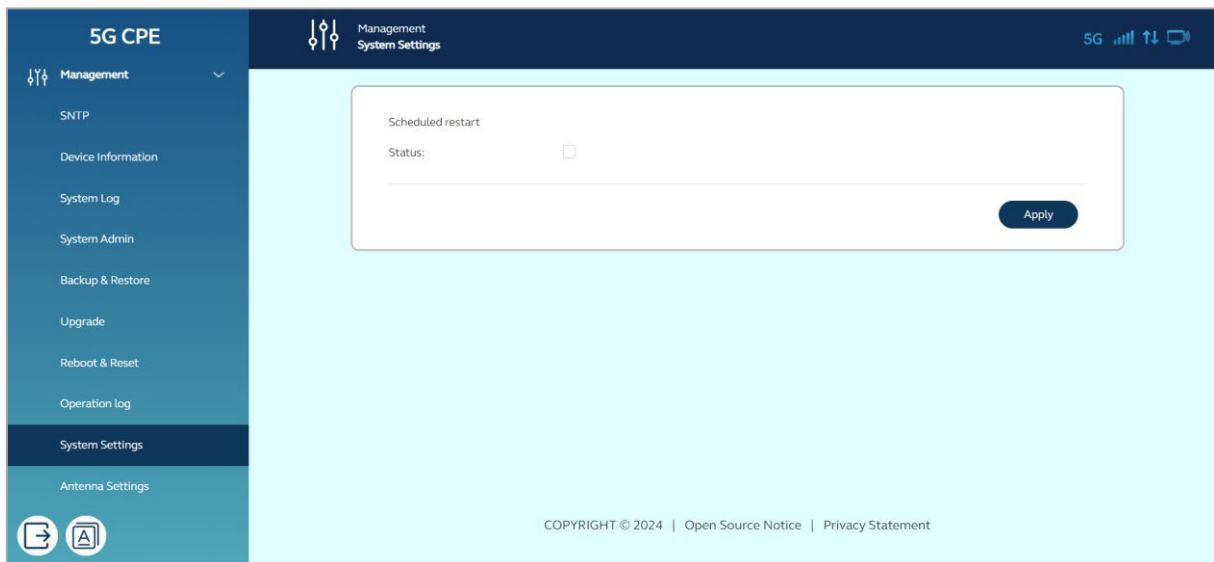 5G CPE
Management
SNTP
Device Information
System Log
System Admin
Backup & Restore
Upgrade
Reboot & Reset
Operation log
System Settings
Antenna Settings
A
Management
System Settings
5G
Scheduled restart
Status:
Apply
COPYRIGHT © 2024 | Open Source Notice | Privacy Statement